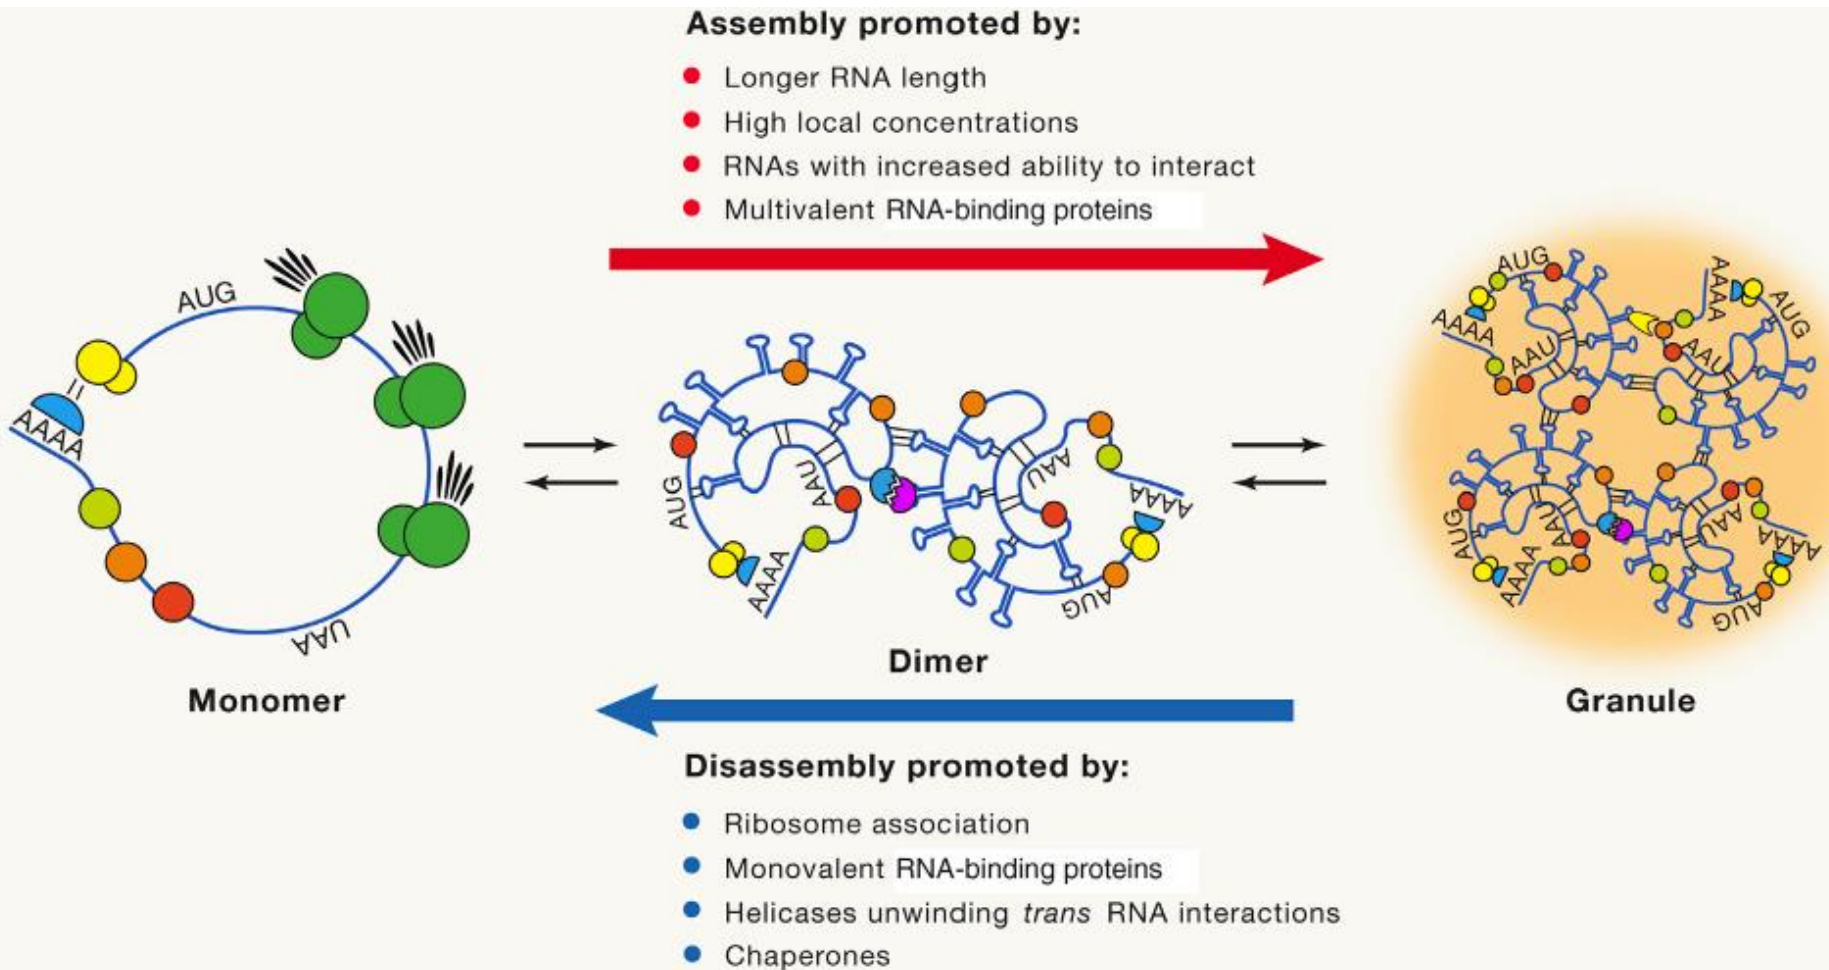 Assembly promoted by:
Longer RNA length
High local concentrations
RNAs with increased ability to interact
Multivalent RNA-binding proteins
AUG
AAAA
UAA
Monomer
AUG
AAU
AAAA
AAU
AAAA
AUG
Dimer
AUG
AAAA
AAU
AAAA
AUG
AAU
AUG
AAU
AAAA
AAU
AAAA
AUG
Granule
Disassembly promoted by:
Ribosome association
Monovalent RNA-binding proteins
Helicases unwinding trans RNA interactions
Chaperones